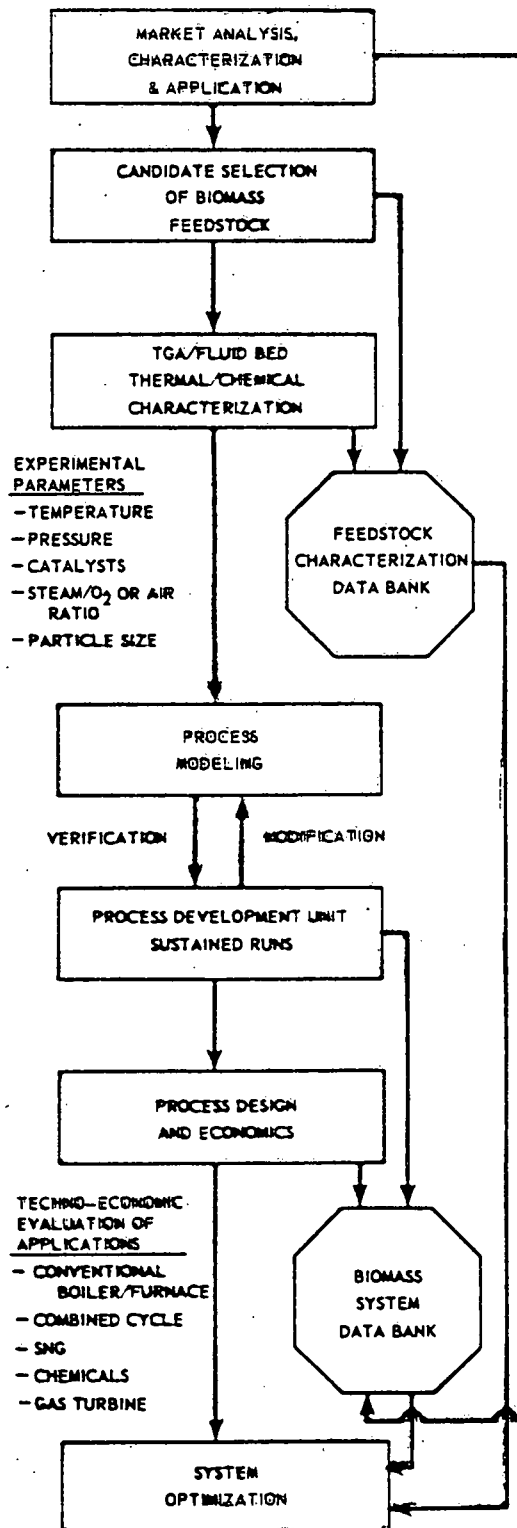 MARKET ANALYSIS,
CHARACTERIZATION
& APPLICATION
CANDIDATE SELECTION
OF BIOMASS
FEEDSTOCK
TGA/FLUID BED
THERMAL/CHEMICAL
CHARACTERIZATION
EXPERIMENTAL
PARAMETERS
-TEMPERATURE
-PRESSURE
-CATALYSTS
-STEAM/O2 OR AIR
RATIO
-PARTICLE SIZE
FEEDSTOCK
CHARACTERIZATION
DATA BANK
PROCESS
MODELING
VERIFICATION
MODIFICATION
PROCESS DEVELOPMENT UNIT
SUSTAINED RUNS
PROCESS DESIGN
AND ECONOMICS
TECHNO-ECONOMIC
EVALUATION OF
APPLICATIONS
- CONVENTIONAL
BOILER/FURNACE
- COMBINED CYCLE
- SNG
- CHEMICALS
- GAS TURBINE
BIOMASS
SYSTEM
DATA BANK
SYSTEM
OPTIMIZATION